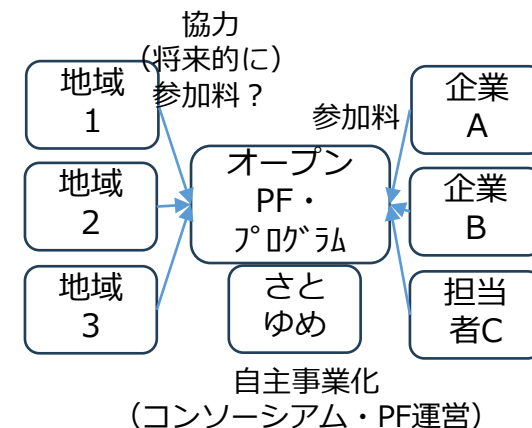 協力
（将来的に）
参加料？
地域
1
地域
2
地域
3
参加料
オープン
PF・
ﾌﾟﾛｸﾞﾗﾑ
さと
ゆめ
企業
A
企業
B
担当
者C
自主事業化
（コンソーシアム・PF運営）